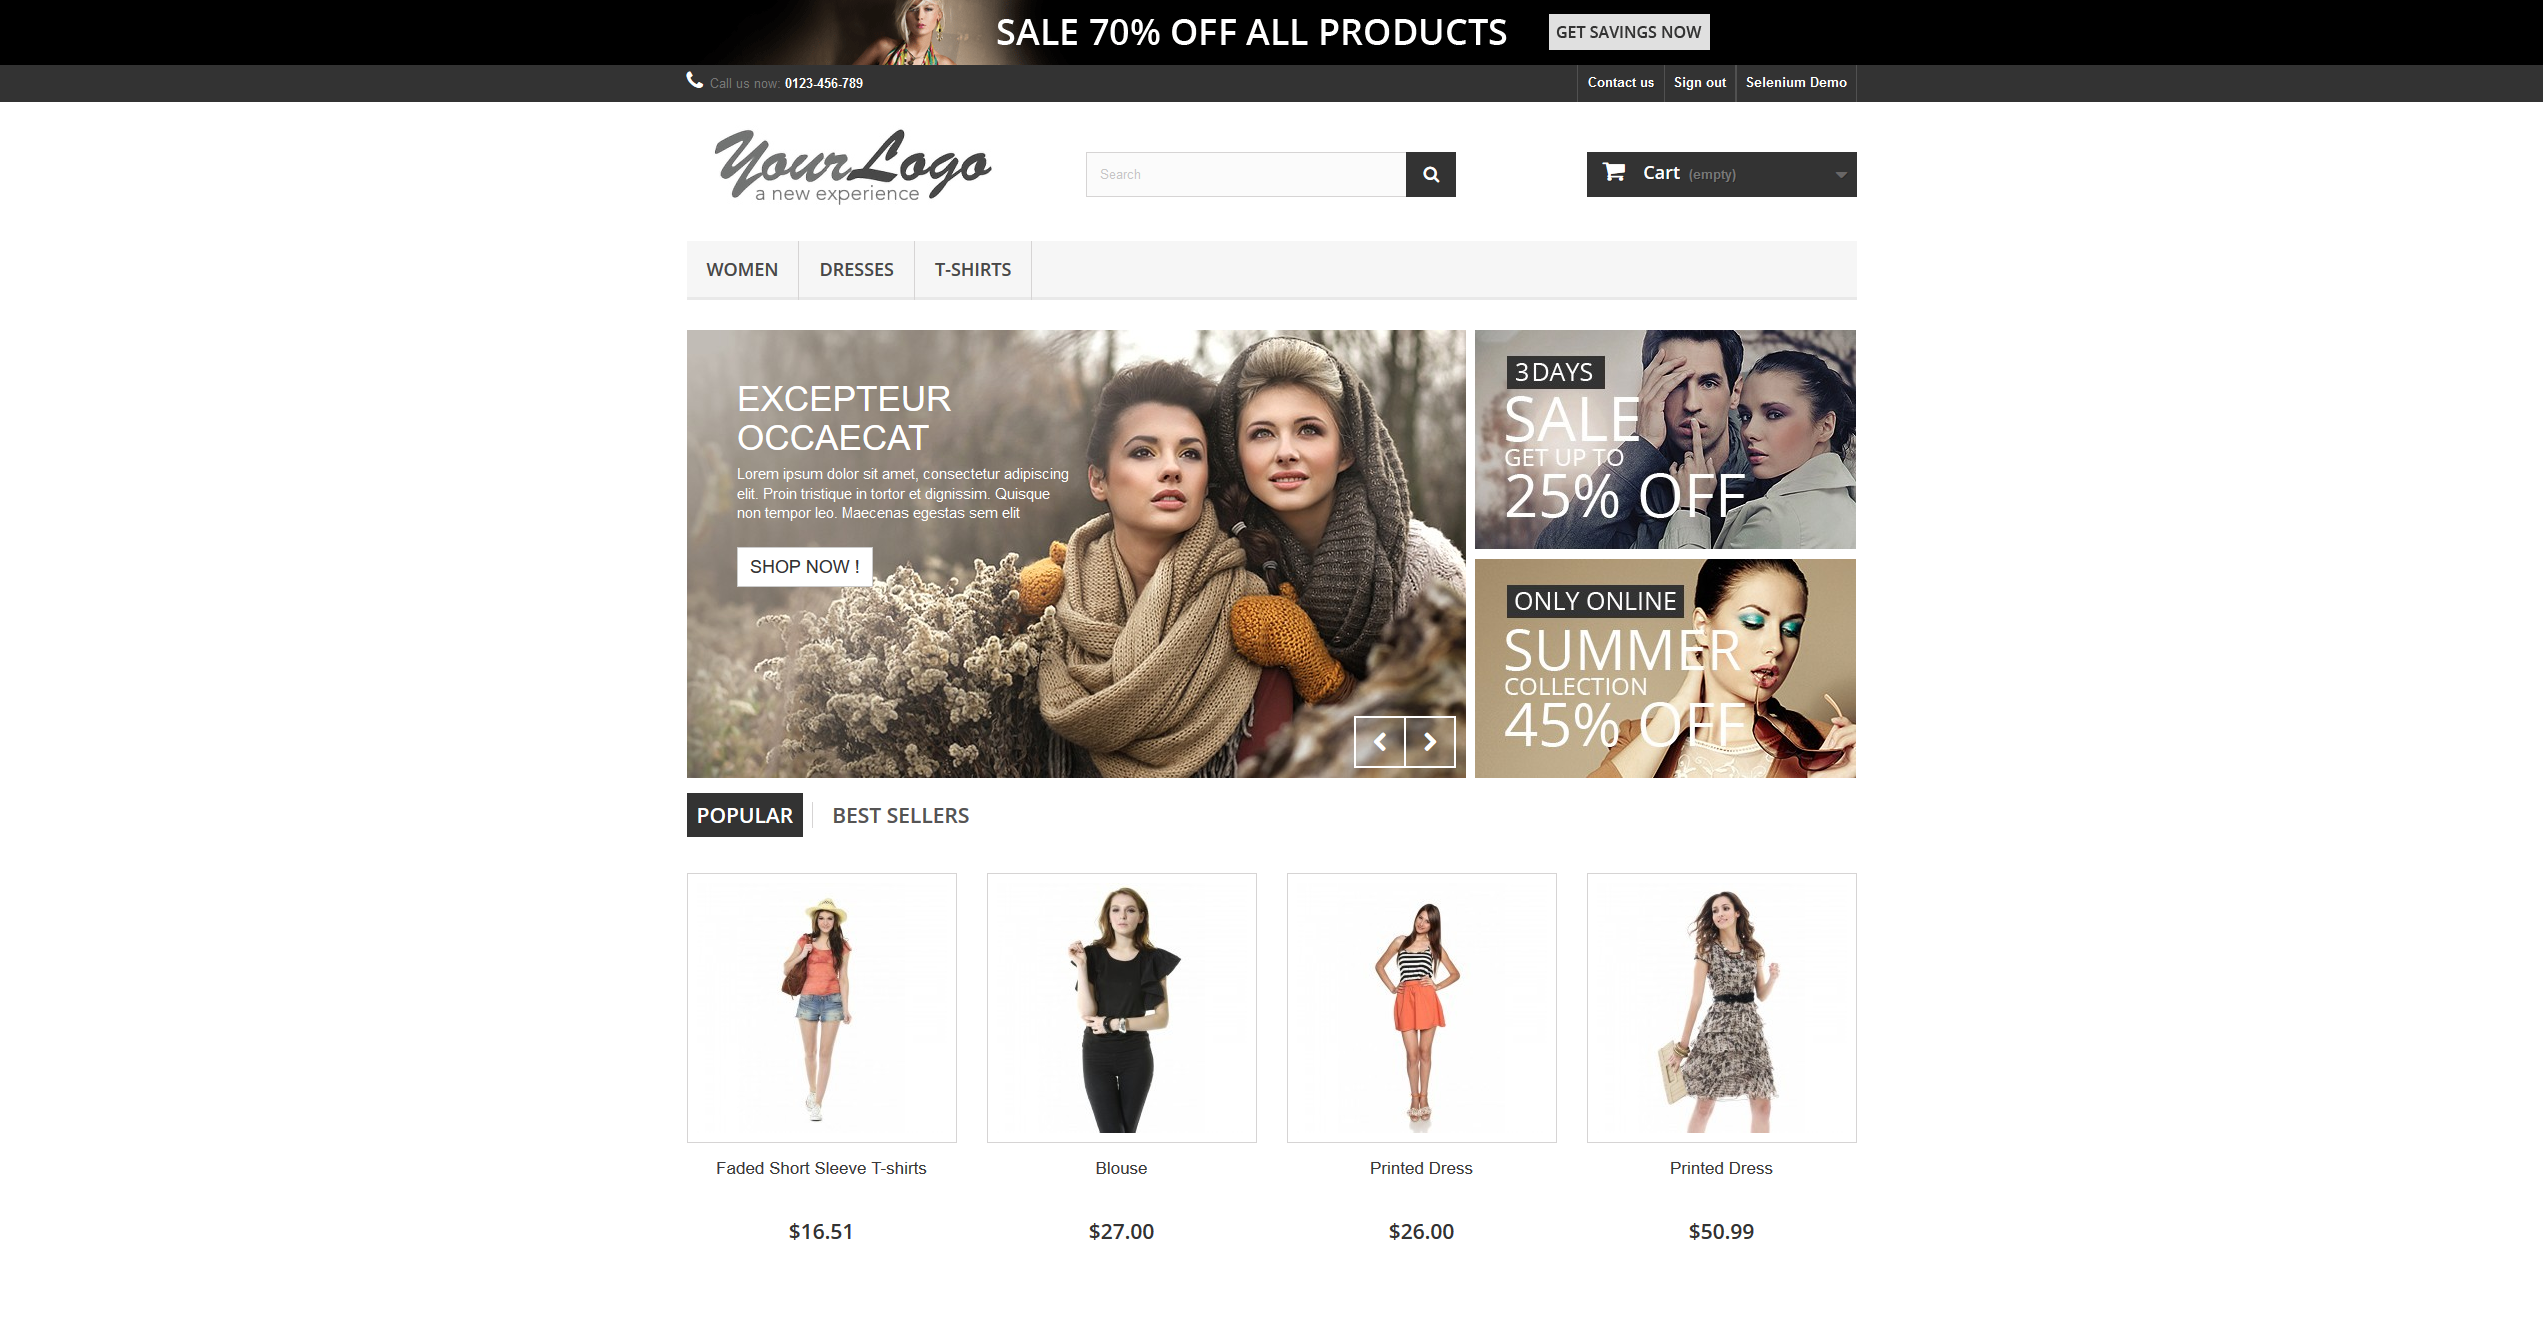 SALE 70% OFF ALL PRODUCTS
GET SAVINGS NOW
Call us now: 0123-456-789
Contact us
Sign out
Selenium Demo
Your Logo
a new experience
Search
Cart (empty)
WOMEN
DRESSES
T-SHIRTS
EXCEPTEUR
OCCAECAT
Lorem ipsum dolor sit amet, consectetur adipiscing
elit. Proin tristique in tortor et dignissim. Quisque
non tempor leo. Maecenas egestas sem elit
SHOP NOW !
3 DAYS
SALE
GET UP TO
25% OFF
ONLY ONLINE
SUMMER
COLLECTION
45% OFF
POPULAR
BEST SELLERS
Faded Short Sleeve T-shirts
$16.51
Blouse
$27.00
Printed Dress
$26.00
Printed Dress
$50.99